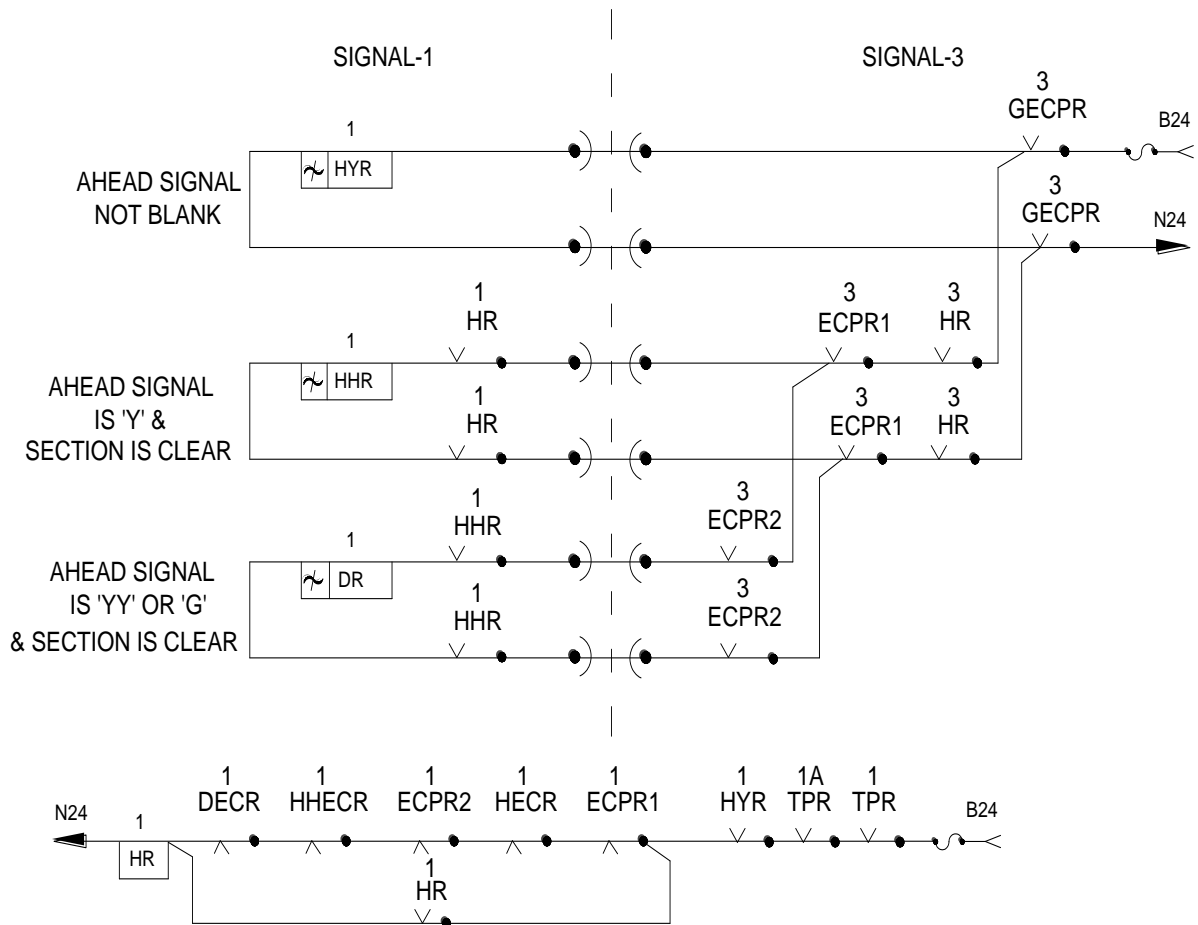 SIGNAL-1
SIGNAL-3
3
GECPR
B24
1
HYR
AHEAD SIGNAL
NOT BLANK
3
GECPR
N24
1
HR
3
ECPR1
3
HR
1
HHR
AHEAD SIGNAL
IS 'Y' &
SECTION IS CLEAR
1
HR
3
ECPR1
3
HR
1
HHR
3
ECPR2
1
DR
AHEAD SIGNAL
IS 'YY' OR 'G'
& SECTION IS CLEAR
1
HHR
3
ECPR2
N24
1
HR
1
DECR
1
HHECR
1
ECPR2
1
HECR
1
ECPR1
1
HYR
1A
TPR
1
TPR
B24
1
HR